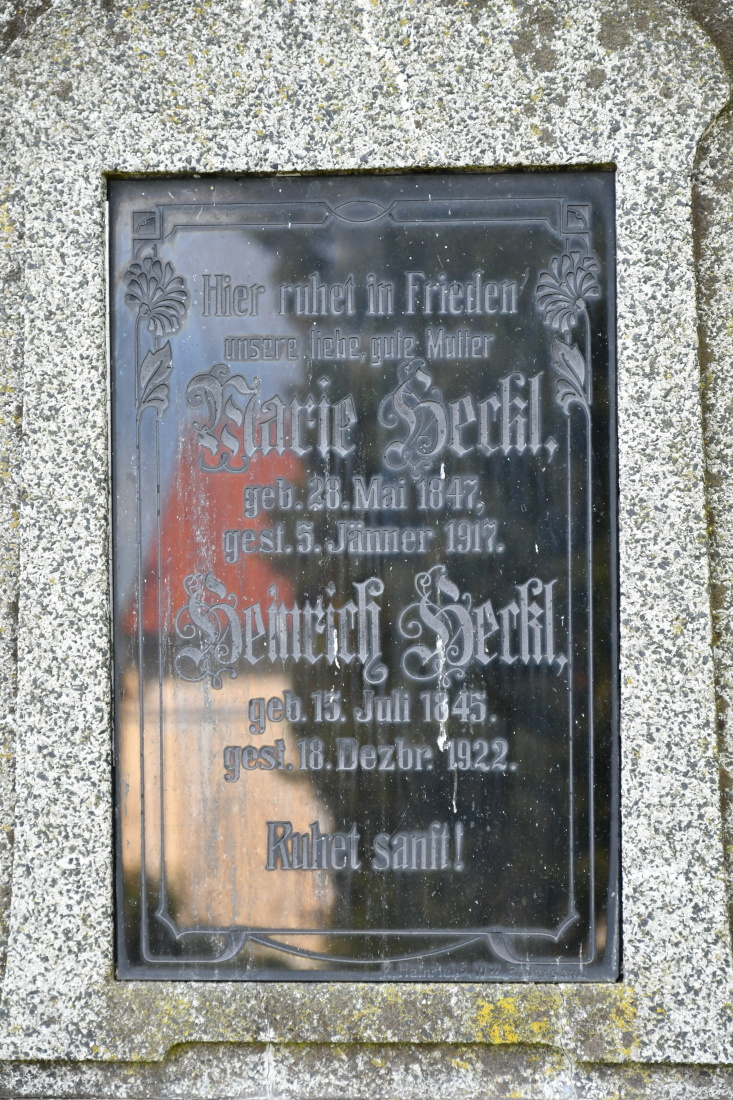 Hier ruhet in Frieden
unsere liebe, gute Mutter
Marie Heckl,
geb. 28. Mai 1847,
gest. 5. Jänner 1917.
Heinrich Heckl,
geb. 15. Juli 1845.
gest. 18. Dezbr. 1922.
Ruhet sanft!